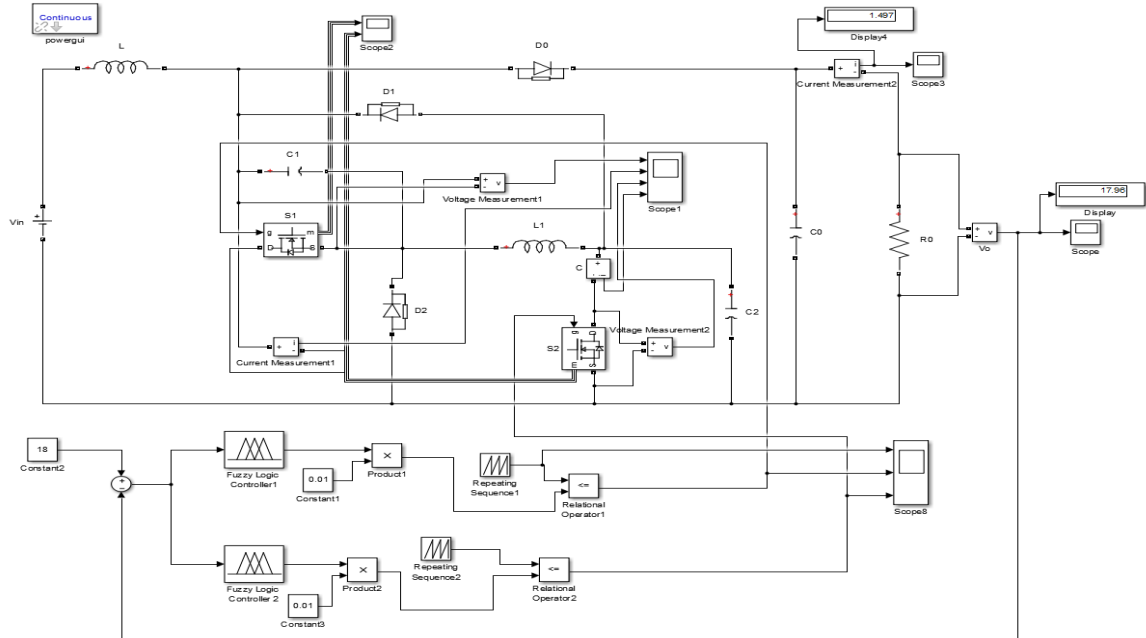 Continuous
powergui
L
Scope2
D0
1.497
Display4
Current Measurement2
Scope3
D1
C1
Voltage Measurement1
Scope1
Vin
S1
g
m
D
S
L1
C
D2
C2
C0
R0
17.96
Display
Scope
Vo
Voltage Measurement2
S2
g
D
m
S
Current Measurement1
18
Constant2
Fuzzy Logic
Controller1
0.01
Constant1
Product1
Repeating
Sequence1
<=
Relational
Operator1
Scope8
Fuzzy Logic
Controller 2
0.01
Constant3
Product2
Repeating
Sequence2
<=
Relational
Operator2